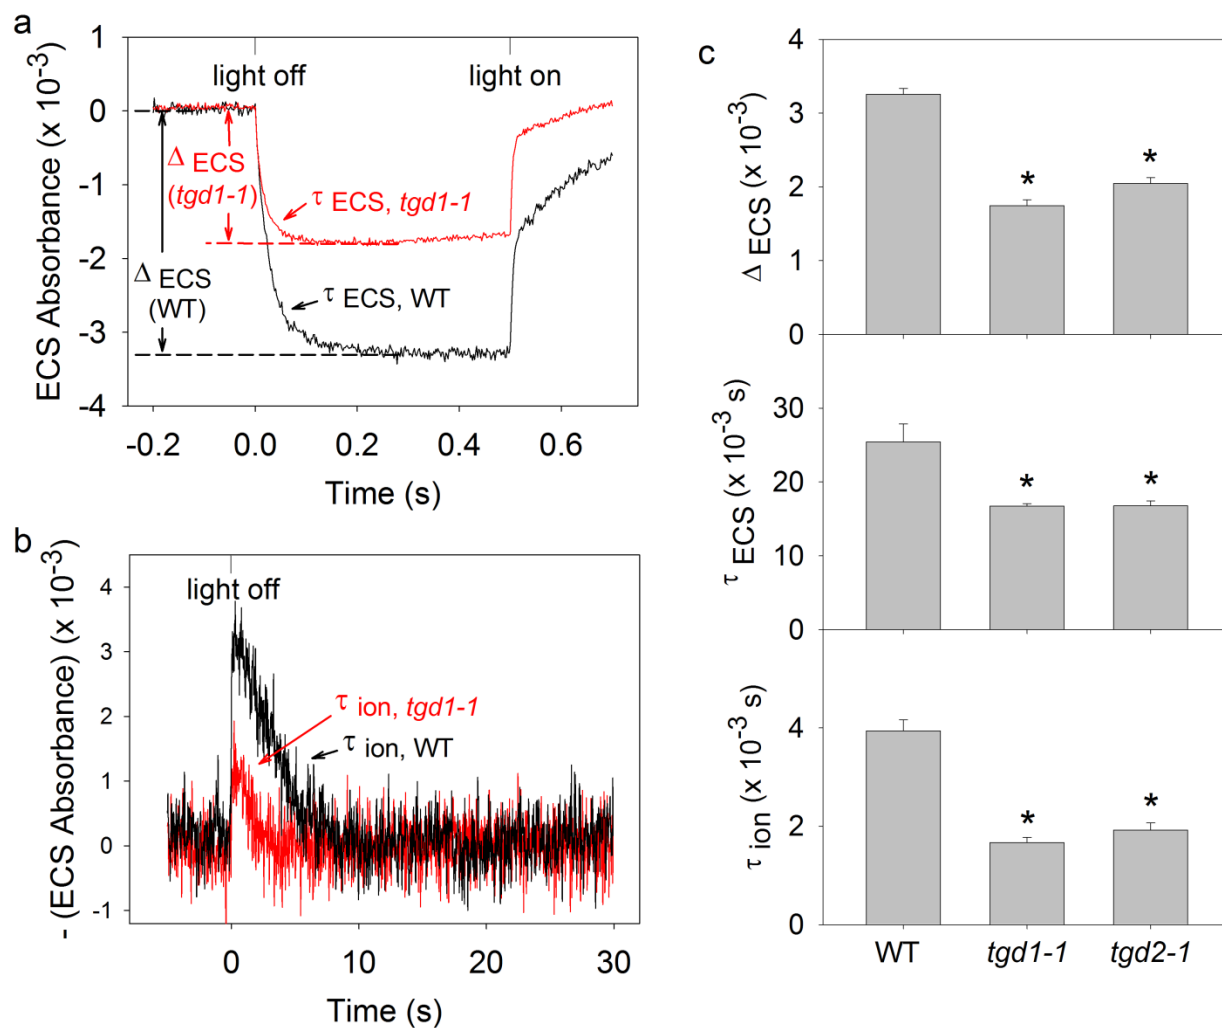 a
ECS Absorbance (x 10⁻³)
1
0
-1
-2
-3
-4
light off
light on
Δ ECS
(tgd1-1)
τ ECS, tgd1-1
Δ ECS
(WT)
τ ECS, WT
-0.2
0.0
0.2
0.4
0.6
Time (s)
b
- (ECS Absorbance) (x 10⁻³)
4
3
2
1
0
-1
light off
τ ion, tgd1-1
τ ion, WT
0
10
20
30
Time (s)
c
Δ ECS (x 10⁻³)
4
3
2
1
0
*
*
τ ECS (x 10⁻³ s)
30
20
10
0
*
*
τ ion (x 10⁻³ s)
4
2
0
*
*
WT
tgd1-1
tgd2-1